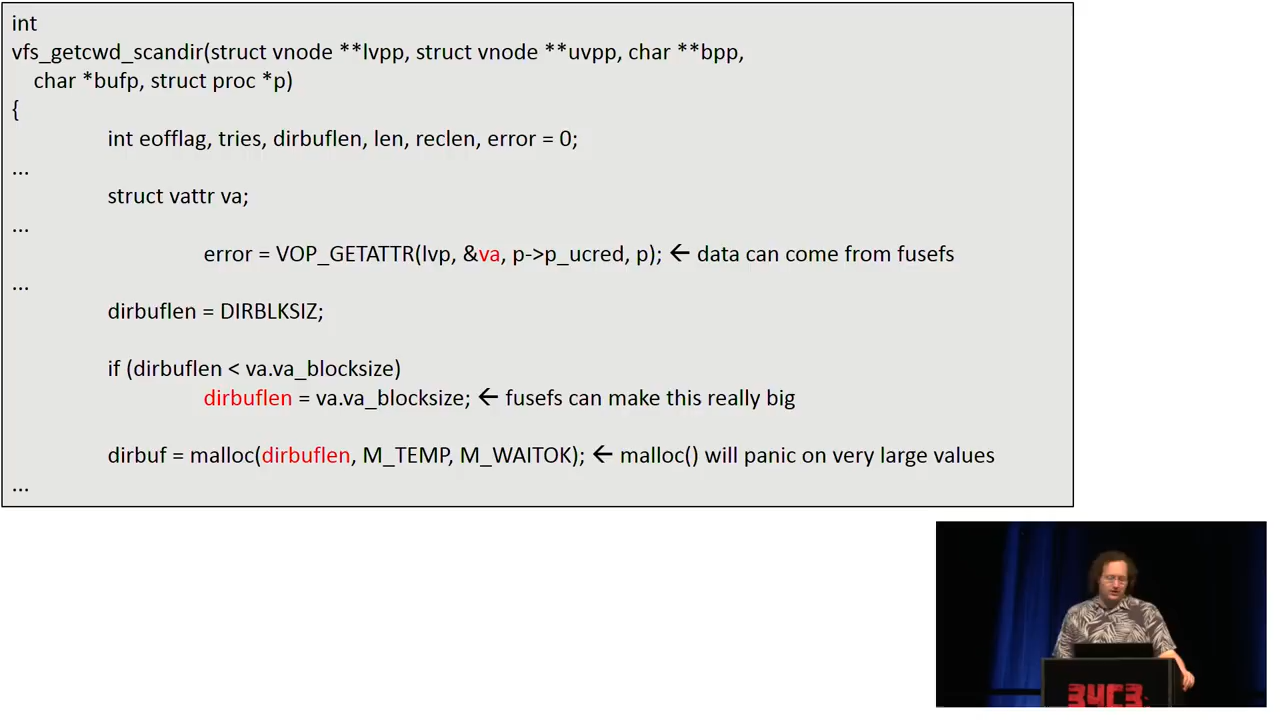 int
vfs_getcwd_scandir(struct vnode **lvpp, struct vnode **uvpp, char **bpp,
char *bufp, struct proc *p)
{
int eofflag, tries, dirbuflen, len, reclen, error = 0;
...
struct vattr va;
...
error = VOP_GETATTR(lvp, &va, p->p_ucred, p); ← data can come from fusefs
...
dirbuflen = DIRBLKSIZ;
if (dirbuflen < va.va_blocksize)
dirbuflen = va.va_blocksize; ← fusefs can make this really big
dirbuf = malloc(dirbuflen, M_TEMP, M_WAITOK); ← malloc() will panic on very large values
...
34C3